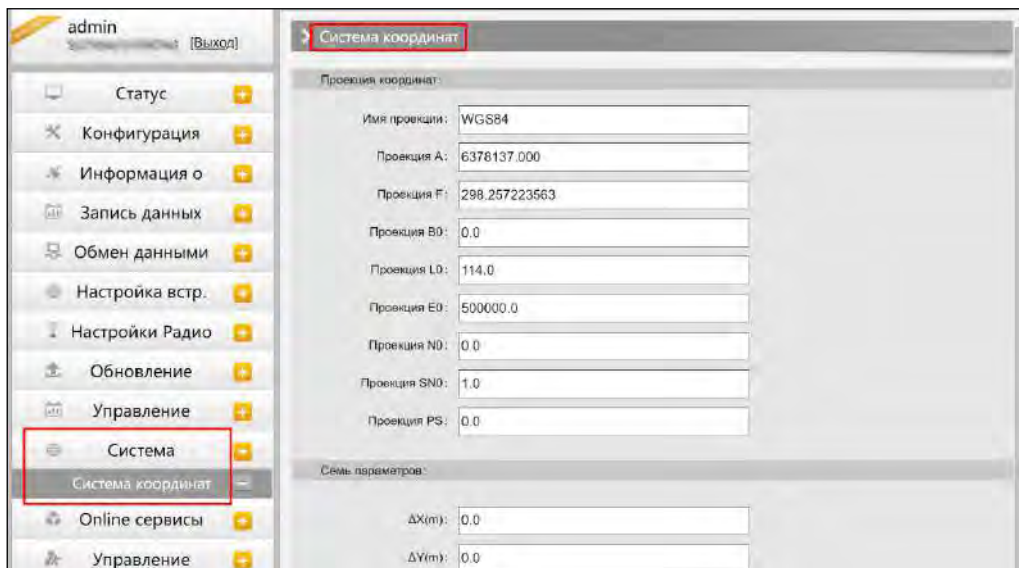 admin
[Выход]
Статус
Конфигурация
Информация о
Запись данных
Обмен данными
Настройка встр.
Настройки Радио
Обновление
Управление
Система
Система координат
Online сервисы
Управление
Система координат
Проекция координат:
Имя проекции: WGS84
Проекция A: 6378137.000
Проекция F: 298.257223563
Проекция B0: 0.0
Проекция L0: 114.0
Проекция E0: 500000.0
Проекция N0: 0.0
Проекция SN0: 1.0
Проекция PS: 0.0
Семь параметров:
ΔX(m): 0.0
ΔY(m): 0.0